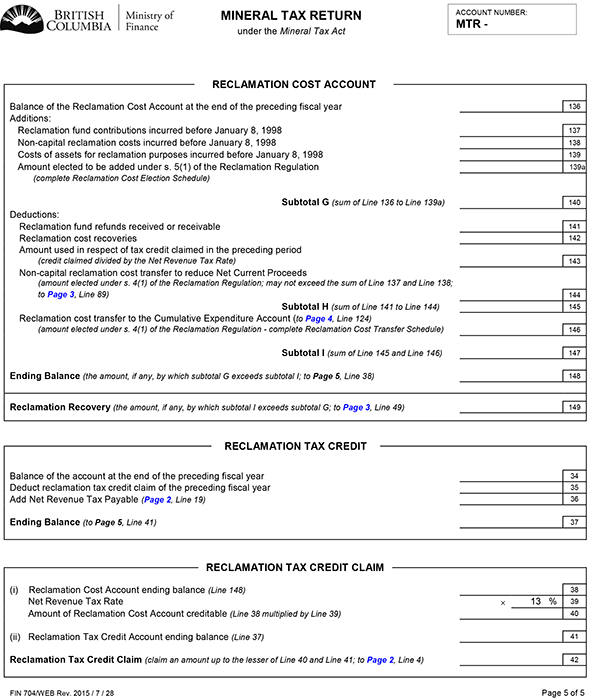 BRITISH COLUMBIA
Ministry of Finance
MINERAL TAX RETURN
under the Mineral Tax Act
ACCOUNT NUMBER:
MTR -
RECLAMATION COST ACCOUNT
Balance of the Reclamation Cost Account at the end of the preceding fiscal year 136
Additions:
Reclamation fund contributions incurred before January 8, 1998 137
Non-capital reclamation costs incurred before January 8, 1998 138
Costs of assets for reclamation purposes incurred before January 8, 1998 139
Amount elected to be added under s. 5(1) of the Reclamation Regulation 139a
(complete Reclamation Cost Election Schedule)
Subtotal G (sum of Line 136 to Line 139a) 140
Deductions:
Reclamation fund refunds received or receivable 141
Reclamation cost recoveries 142
Amount used in respect of tax credit claimed in the preceding period
(credit claimed divided by the Net Revenue Tax Rate) 143
Non-capital reclamation cost transfer to reduce Net Current Proceeds
(amount elected under s. 4(1) of the Reclamation Regulation; may not exceed the sum of Line 137 and Line 138;
to Page 3, Line 89) 144
Subtotal H (sum of Line 141 to Line 144) 145
Reclamation cost transfer to the Cumulative Expenditure Account (to Page 4, Line 124)
(amount elected under s. 4(1) of the Reclamation Regulation - complete Reclamation Cost Transfer Schedule) 146
Subtotal I (sum of Line 145 and Line 146) 147
Ending Balance (the amount, if any, by which subtotal G exceeds subtotal I; to Page 5, Line 38) 148
Reclamation Recovery (the amount, if any, by which subtotal I exceeds subtotal G; to Page 3, Line 49) 149
RECLAMATION TAX CREDIT
Balance of the account at the end of the preceding fiscal year 34
Deduct reclamation tax credit claim of the preceding fiscal year 35
Add Net Revenue Tax Payable (Page 2, Line 19) 36
Ending Balance (to Page 5, Line 41) 37
RECLAMATION TAX CREDIT CLAIM
(i) Reclamation Cost Account ending balance (Line 148) 38
Net Revenue Tax Rate × 13 % 39
Amount of Reclamation Cost Account creditable (Line 38 multiplied by Line 39) 40
(ii) Reclamation Tax Credit Account ending balance (Line 37) 41
Reclamation Tax Credit Claim (claim an amount up to the lesser of Line 40 and Line 41; to Page 2, Line 4) 42
FIN 704/WEB Rev. 2015 / 7 / 28
Page 5 of 5